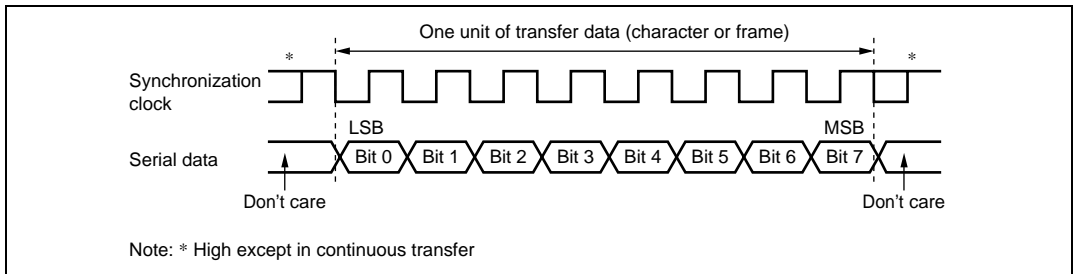 One unit of transfer data (character or frame)
* *
Synchronization
clock
LSB MSB
Serial data Bit 0 Bit 1 Bit 2 Bit 3 Bit 4 Bit 5 Bit 6 Bit 7
Don't care Don't care
Note: * High except in continuous transfer